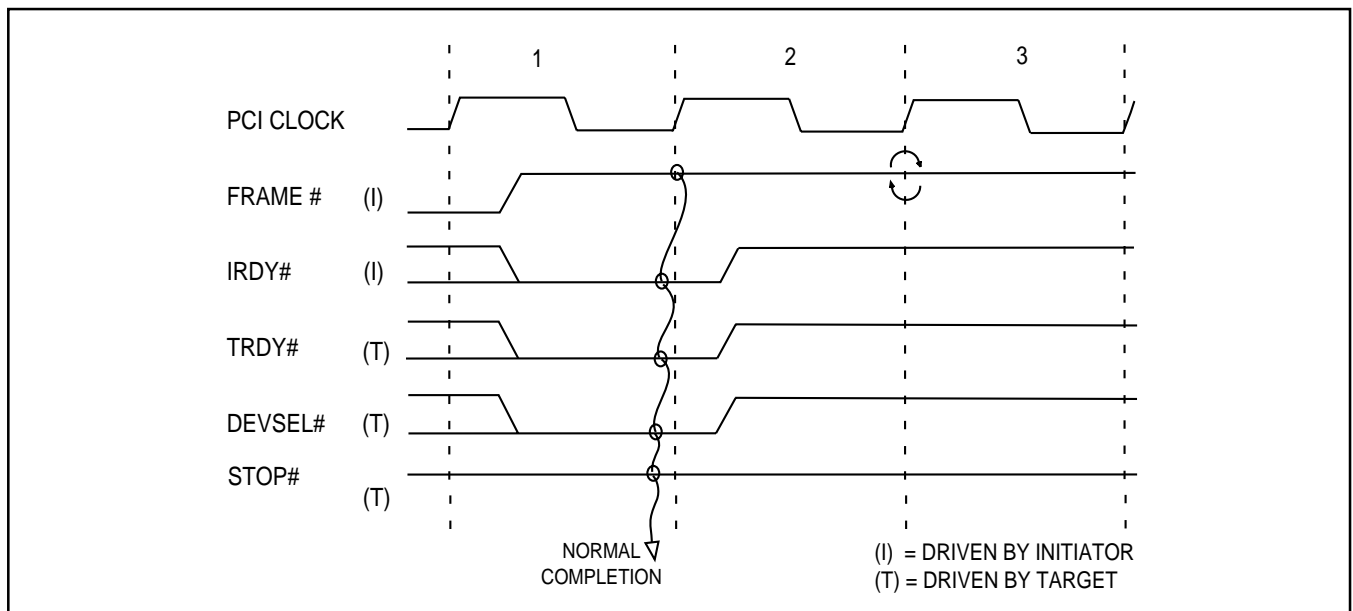 1 2 3
PCI CLOCK
FRAME # (I)
IRDY# (I)
TRDY# (T)
DEVSEL# (T)
STOP#
(T)
NORMAL
COMPLETION
(I) = DRIVEN BY INITIATOR
(T) = DRIVEN BY TARGET